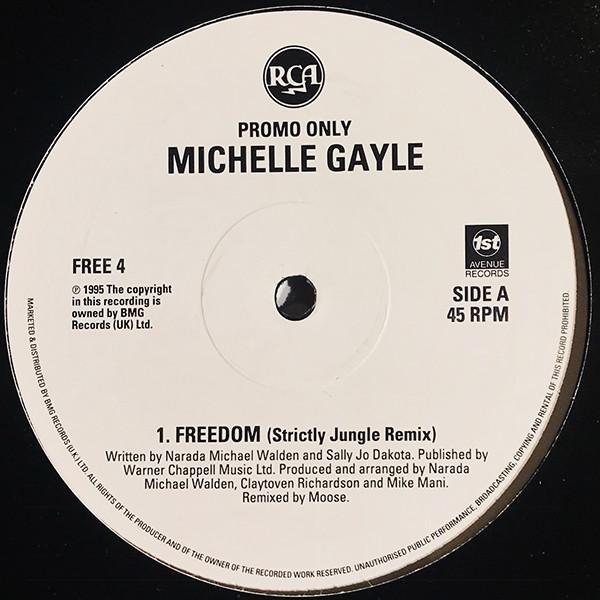 RCA
PROMO ONLY
MICHELLE GAYLE
FREE 4
℗ 1995 The copyright
in this recording is
owned by BMG
Records (UK) Ltd.
1st
AVENUE
RECORDS
SIDE A
45 RPM
1. FREEDOM (Strictly Jungle Remix)
Written by Narada Michael Walden and Sally Jo Dakota. Published by
Warner Chappell Music Ltd. Produced and arranged by Narada
Michael Walden, Claytoven Richardson and Mike Mani.
Remixed by Moose.
MARKETED & DISTRIBUTED BY BMG RECORDS (U.K.) LTD. ALL RIGHTS OF THE PRODUCER AND OF THE OWNER OF THE RECORDED WORK RESERVED. UNAUTHORISED PUBLIC PERFORMANCE, BROADCASTING, COPYING AND RENTAL OF THIS RECORD PROHIBITED.